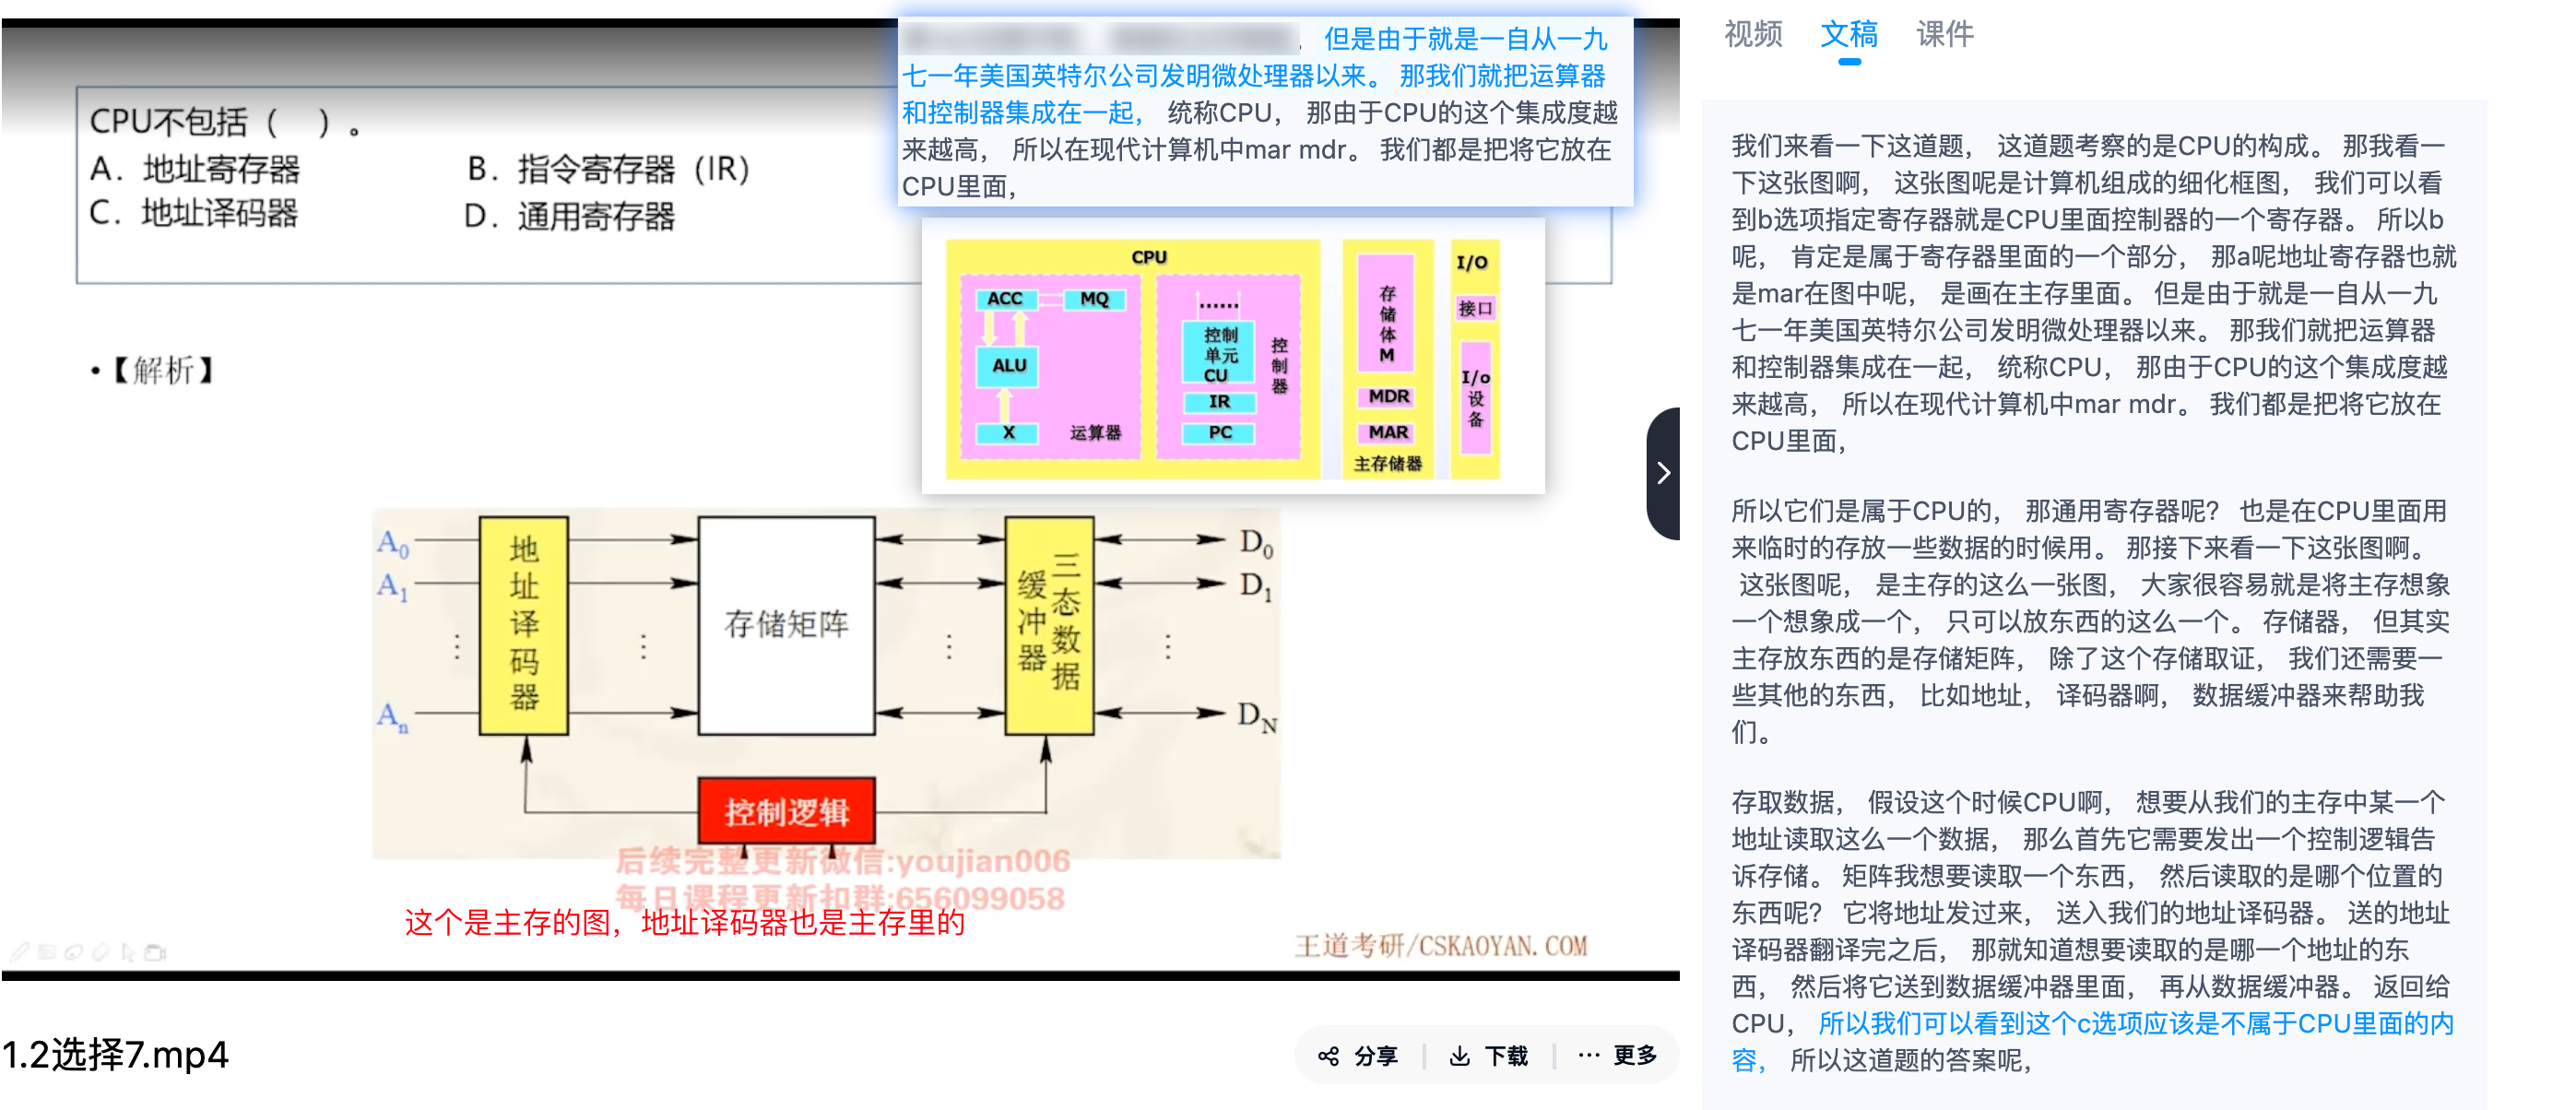 但是由于就是一自从一九
七一年美国英特尔公司发明微处理器以来。 那我们就把运算器
和控制器集成在一起, 统称CPU, 那由于CPU的这个集成度越
来越高, 所以在现代计算机中mar mdr。 我们都是把将它放在
CPU里面,
CPU不包括（ ）。
A. 地址寄存器
B. 指令寄存器（IR）
C. 地址译码器
D. 通用寄存器
CPU
ACC
MQ
ALU
X
运算器
......
控制
单元
CU
IR
PC
控制器
存储体M
MDR
MAR
主存储器
I/O
接口
I/o
设备
•【解析】
A0
A1
⋮
An
地址译码器
⋮
存储矩阵
⋮
三态数据
缓冲器
⋮
D0
D1
DN
控制逻辑
后续完整更新微信:youjian006
每日课程更新扣群:656099058
这个是主存的图，地址译码器也是主存里的
王道考研/CSKAOYAN.COM
1.2选择7.mp4
分享
下载
··· 更多
视频 文稿 课件
我们来看一下这道题, 这道题考察的是CPU的构成。 那我看一
下这张图啊, 这张图呢是计算机组成的细化框图, 我们可以看
到b选项指定寄存器就是CPU里面控制器的一个寄存器。 所以b
呢, 肯定是属于寄存器里面的一个部分, 那a呢地址寄存器也就
是mar在图中呢, 是画在主存里面。 但是由于就是一自从一九
七一年美国英特尔公司发明微处理器以来。 那我们就把运算器
和控制器集成在一起, 统称CPU, 那由于CPU的这个集成度越
来越高, 所以在现代计算机中mar mdr。 我们都是把将它放在
CPU里面,
所以它们是属于CPU的, 那通用寄存器呢? 也是在CPU里面用
来临时的存放一些数据的时候用。 那接下来看一下这张图啊。
这张图呢, 是主存的这么一张图, 大家很容易就是将主存想象
一个想象成一个, 只可以放东西的这么一个。 存储器, 但其实
主存放东西的是存储矩阵, 除了这个存储取证, 我们还需要一
些其他的东西, 比如地址, 译码器啊, 数据缓冲器来帮助我
们。
存取数据, 假设这个时候CPU啊, 想要从我们的主存中某一个
地址读取这么一个数据, 那么首先它需要发出一个控制逻辑告
诉存储。 矩阵我想要读取一个东西, 然后读取的是哪个位置的
东西呢? 它将地址发过来, 送入我们的地址译码器。 送的地址
译码器翻译完之后, 那就知道想要读取的是哪一个地址的东
西, 然后将它送到数据缓冲器里面, 再从数据缓冲器。 返回给
CPU, 所以我们可以看到这个c选项应该是不属于CPU里面的内
容, 所以这道题的答案呢,